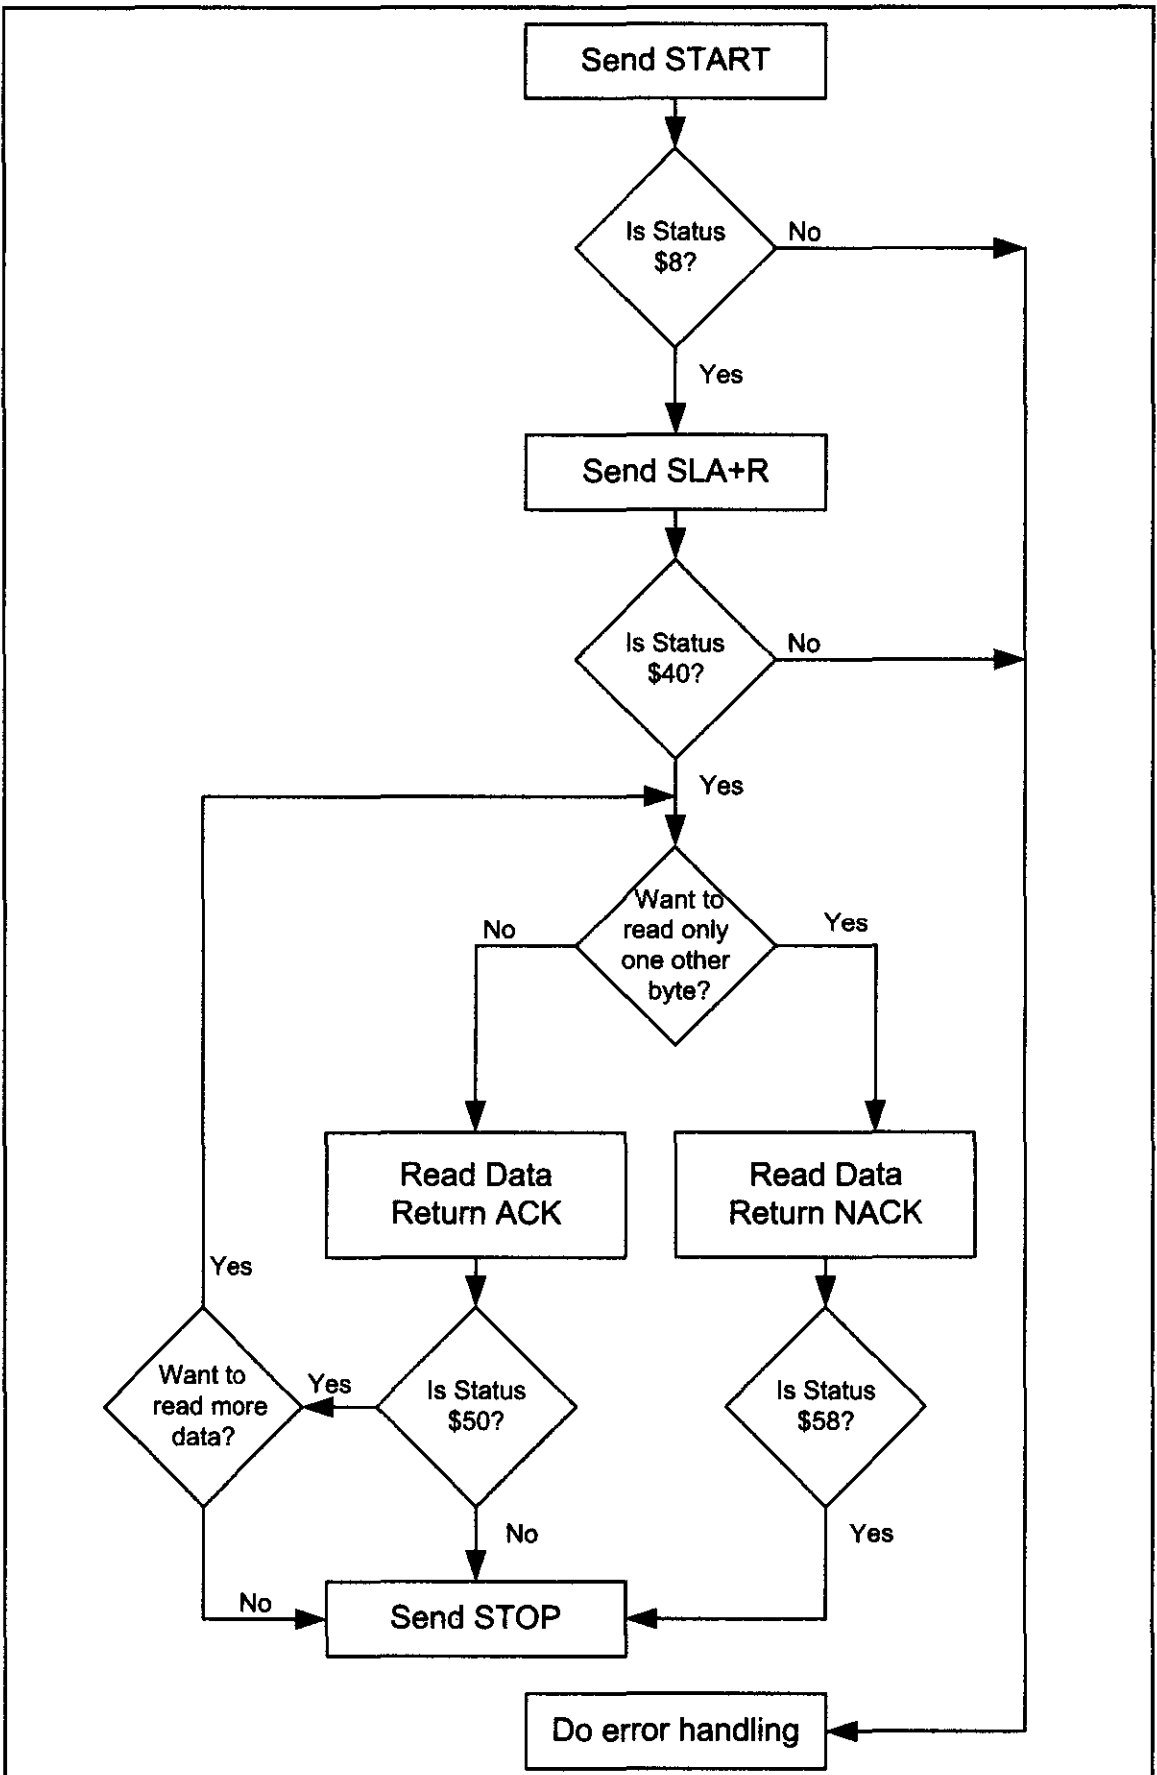 Send START
Is Status
$8?
No
Yes
Send SLA+R
Is Status
$40?
No
Yes
Want to
read only
one other
byte?
No
Yes
Read Data
Return ACK
Read Data
Return NACK
Yes
Want to
read more
data?
Yes
Is Status
$50?
Is Status
$58?
No
Yes
No
Send STOP
Do error handling